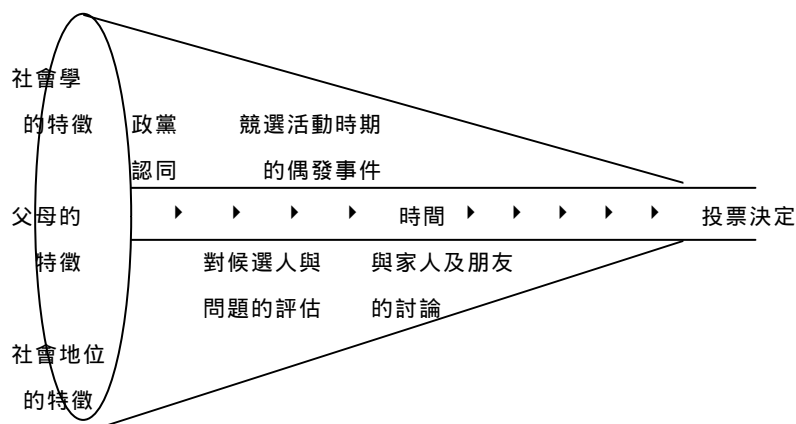 社會學
的特徵 政黨 競選活動時期
認同 的偶發事件
父母的 時間 投票決定
特徵 對候選人與 與家人及朋友
問題的評估 的討論
社會地位
的特徵